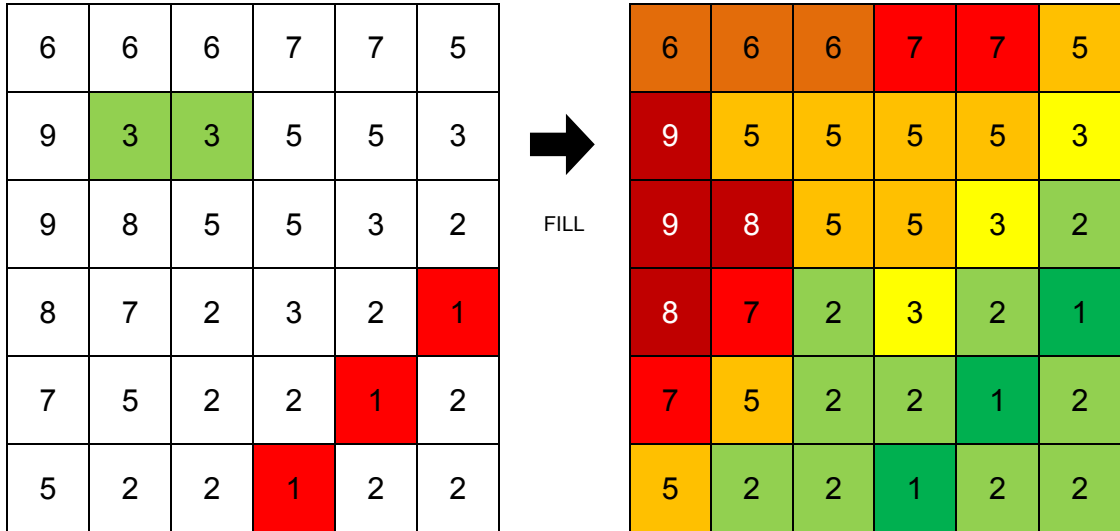 6 6 6 7 7 5 6 6 6 7 7 5
9 3 3 5 5 3 9 5 5 5 5 3
9 8 5 5 3 2 FILL 9 8 5 5 3 2
8 7 2 3 2 1 8 7 2 3 2 1
7 5 2 2 1 2 7 5 2 2 1 2
5 2 2 1 2 2 5 2 2 1 2 2